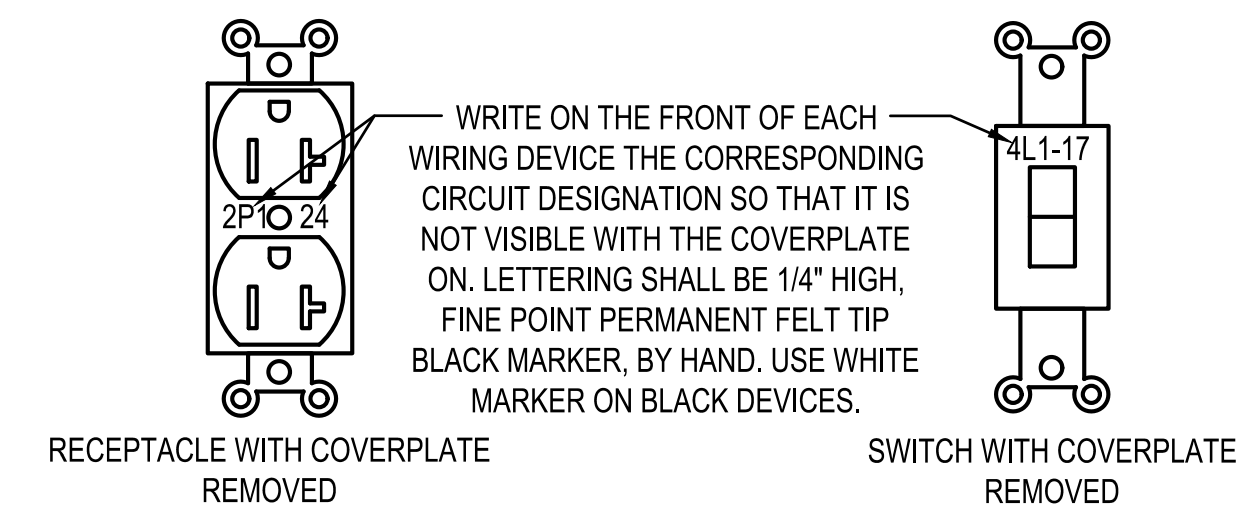 WRITE ON THE FRONT OF EACH
WIRING DEVICE THE CORRESPONDING
CIRCUIT DESIGNATION SO THAT IT IS
NOT VISIBLE WITH THE COVERPLATE
ON. LETTERING SHALL BE 1/4" HIGH,
FINE POINT PERMANENT FELT TIP
BLACK MARKER, BY HAND. USE WHITE
MARKER ON BLACK DEVICES.
2P1 24
4L1-17
RECEPTACLE WITH COVERPLATE
REMOVED
SWITCH WITH COVERPLATE
REMOVED